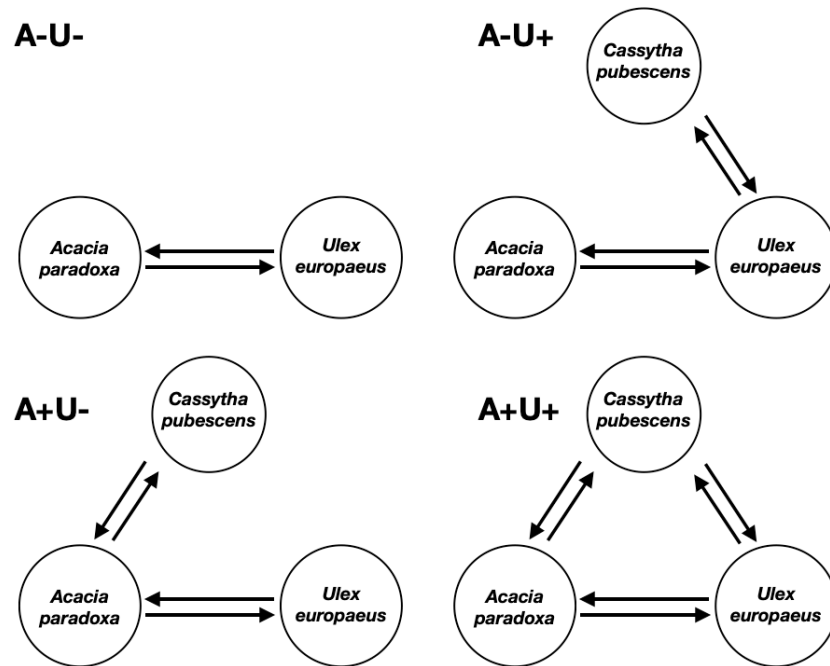 A-U-
A-U+
Cassytha
pubescens
Acacia
paradoxa
Ulex
europaeus
Acacia
paradoxa
Ulex
europaeus
A+U-
Cassytha
pubescens
A+U+
Cassytha
pubescens
Acacia
paradoxa
Ulex
europaeus
Acacia
paradoxa
Ulex
europaeus